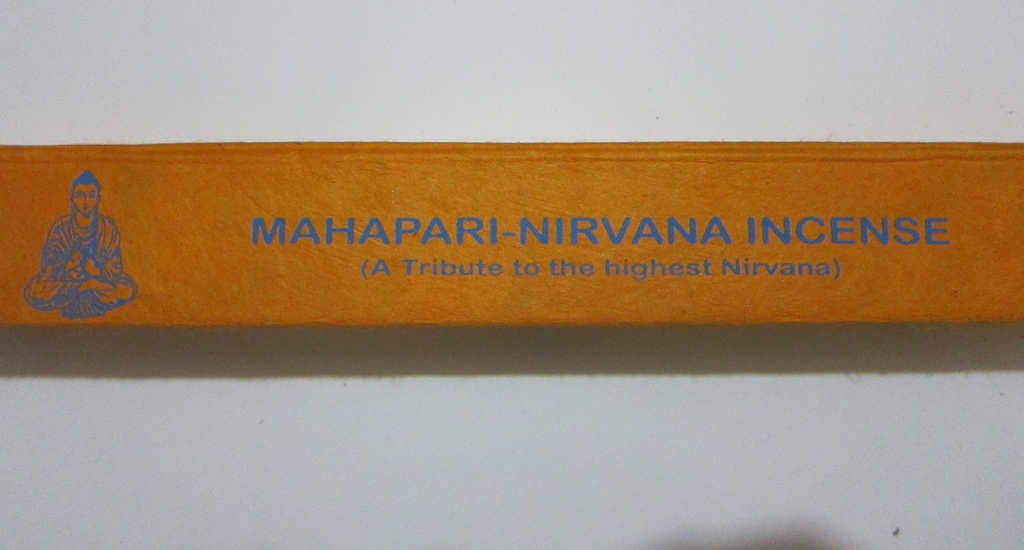 MAHAPARI-NIRVANA INCENSE
(A Tribute to the highest Nirvana)